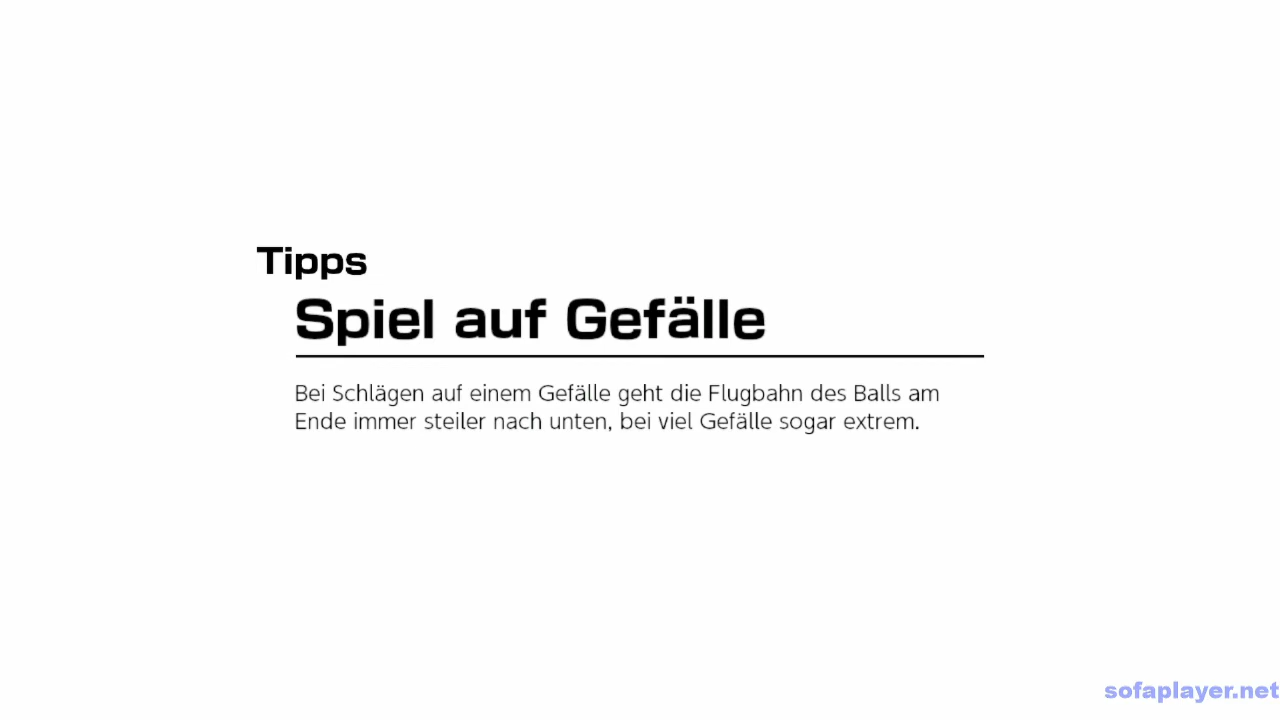 Tipps
Spiel auf Gefälle
Bei Schlägen auf einem Gefälle geht die Flugbahn des Balls am
Ende immer steiler nach unten, bei viel Gefälle sogar extrem.
sofaplayer.net